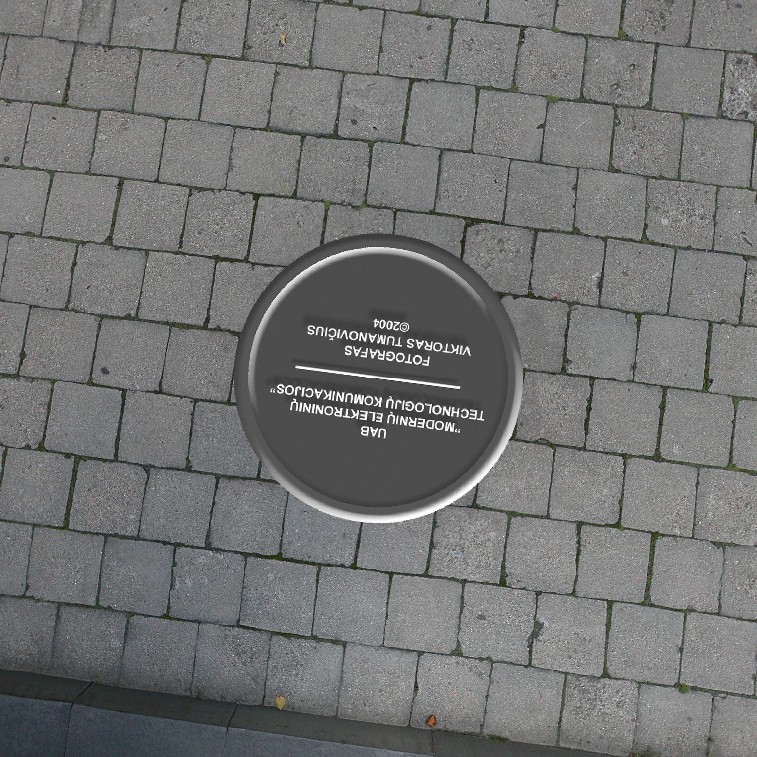 UAB
„MODERNIŲ ELEKTRONINIŲ
TECHNOLOGIJŲ KOMUNIKACIJOS”
FOTOGRAFAS
VIKTORAS TUMANOVIČIUS
©2004